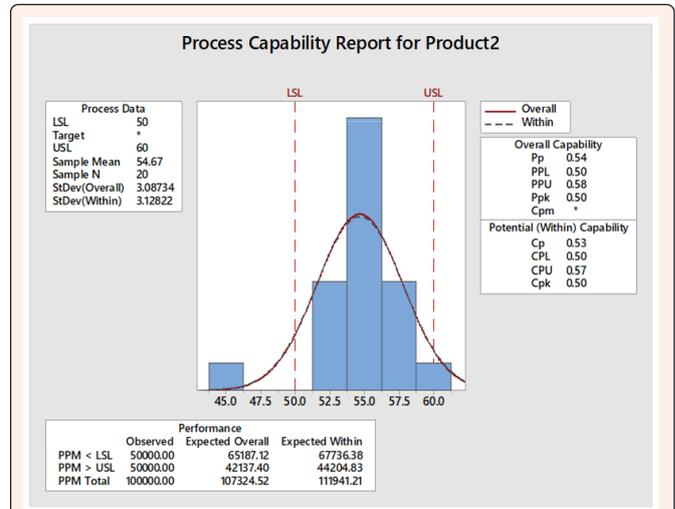 Process Capability Report for Product2
Process Data
LSL 50
Target *
USL 60
Sample Mean 54.67
Sample N 20
StDev(Overall) 3.08734
StDev(Within) 3.12822
LSL USL
45.0 47.5 50.0 52.5 55.0 57.5 60.0
Overall
Within
Overall Capability
Pp 0.54
PPL 0.50
PPU 0.58
Ppk 0.50
Cpm *
Potential (Within) Capability
Cp 0.53
CPL 0.50
CPU 0.57
Cpk 0.50
Performance
Observed Expected Overall Expected Within
PPM < LSL 50000.00 65187.12 67736.38
PPM > USL 50000.00 42137.40 44204.83
PPM Total 100000.00 107324.52 111941.21